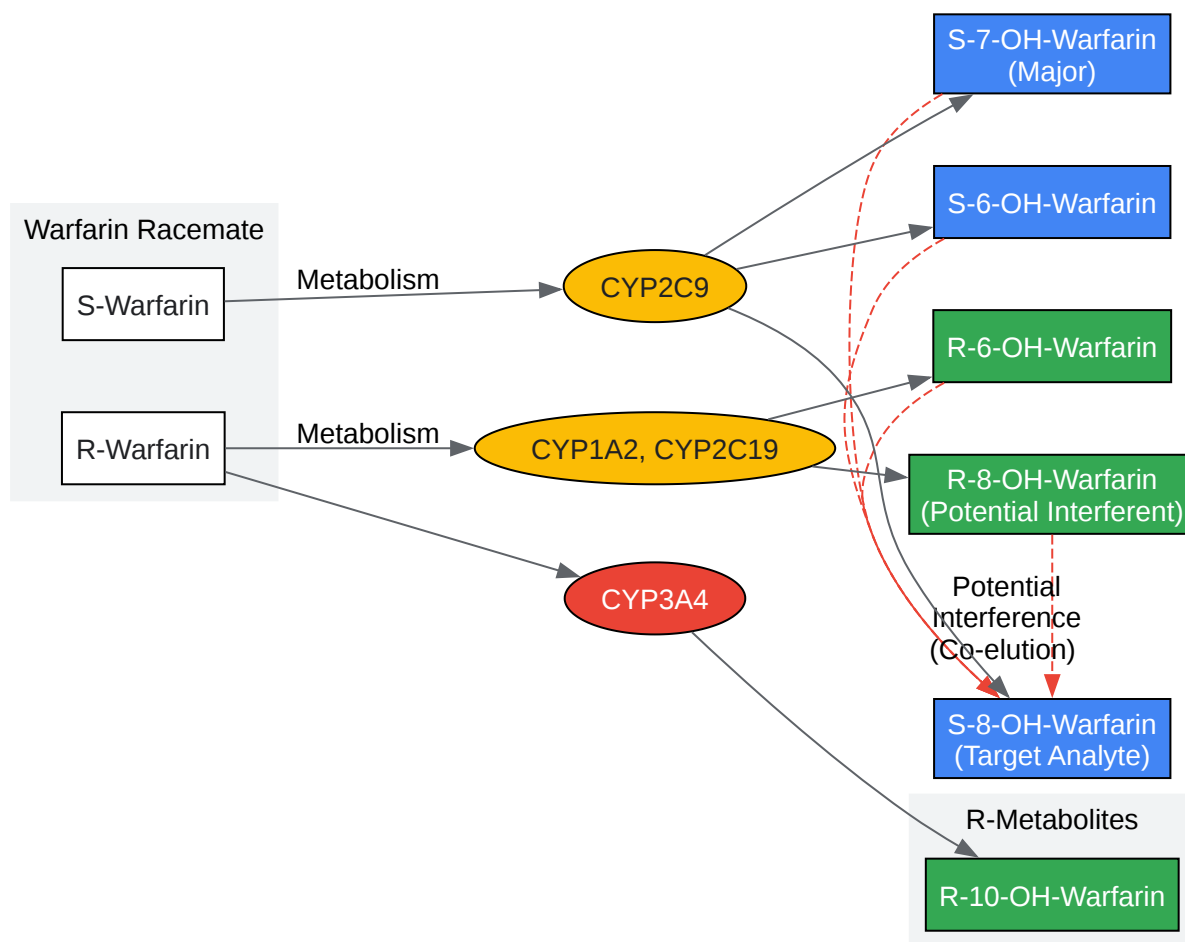 S-7-OH-Warfarin
(Major)
S-6-OH-Warfarin
Warfarin Racemate
S-Warfarin
Metabolism
CYP2C9
R-6-OH-Warfarin
R-Warfarin
Metabolism
CYP1A2, CYP2C19
R-8-OH-Warfarin
(Potential Interferent)
CYP3A4
Potential
Interference
(Co-elution)
S-8-OH-Warfarin
(Target Analyte)
R-Metabolites
R-10-OH-Warfarin